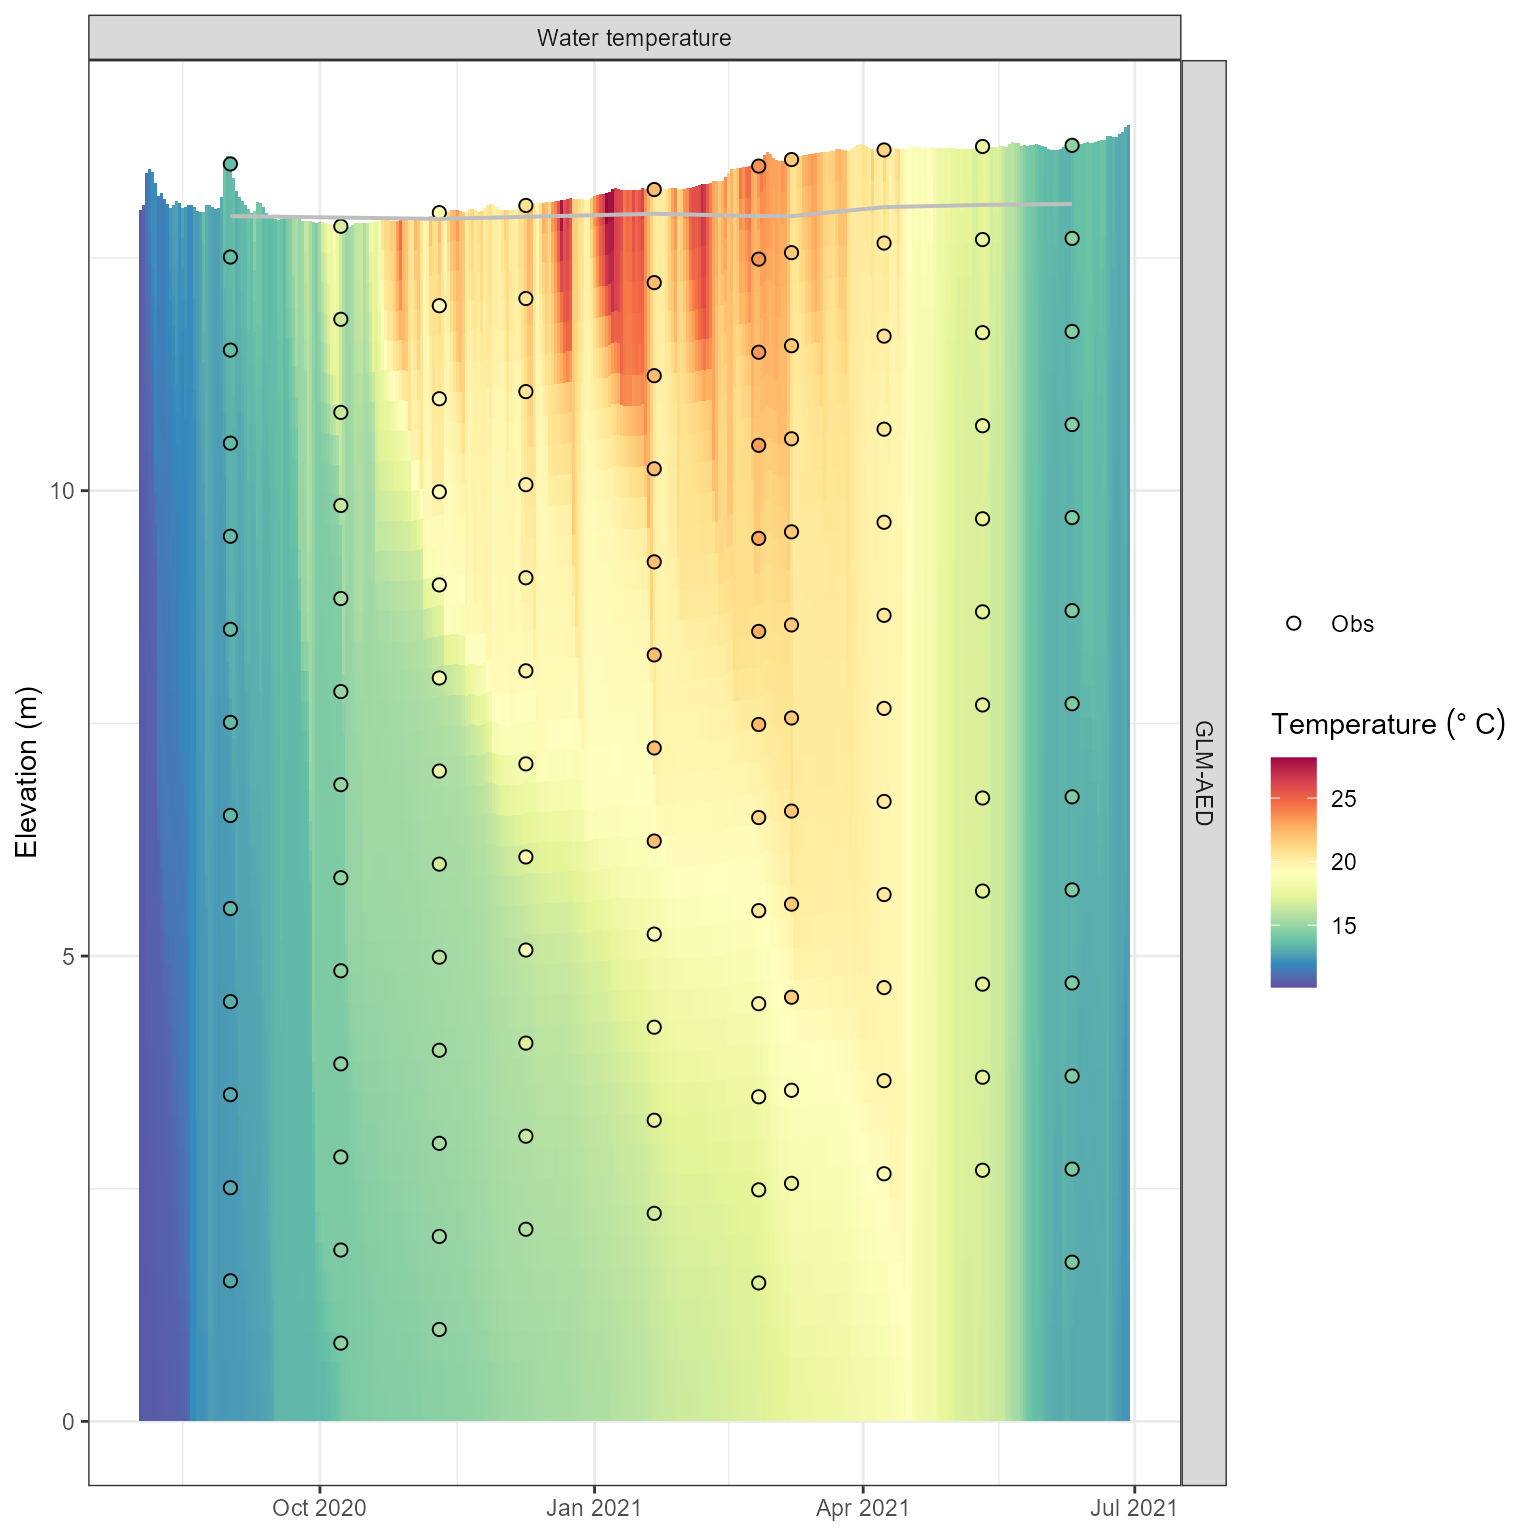 Water temperature
GLM-AED
Elevation (m)
10
5
0
Oct 2020
Jan 2021
Apr 2021
Jul 2021
Obs
Temperature (° C)
25
20
15